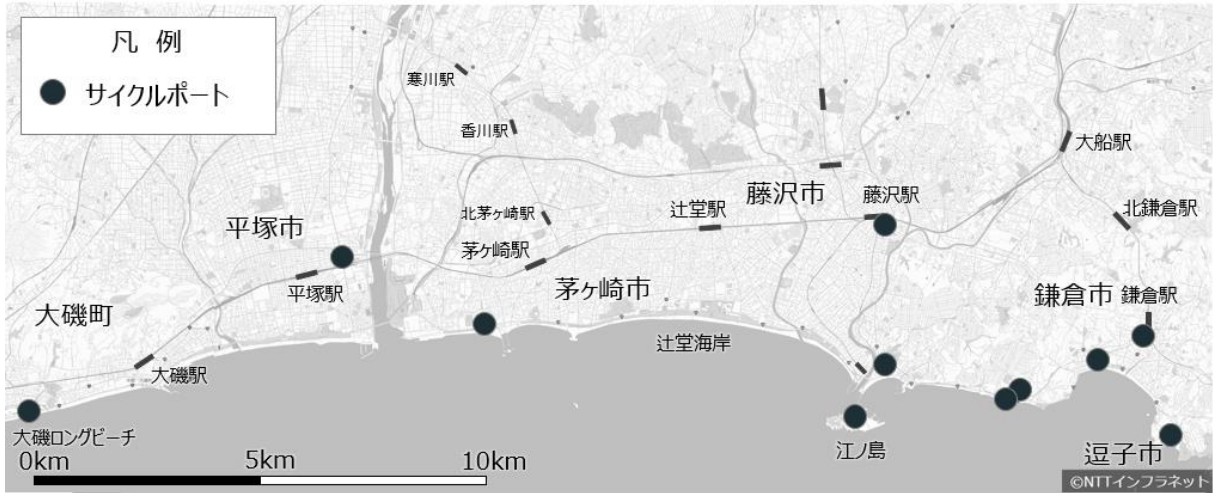 凡 例
サイクルポート
寒川駅
香川駅
大船駅
藤沢市
藤沢駅
北茅ヶ崎駅
辻堂駅
北鎌倉駅
平塚市
茅ヶ崎駅
平塚駅
茅ヶ崎市
鎌倉市
鎌倉駅
大磯町
辻堂海岸
大磯駅
大磯ロングビーチ
江ノ島
逗子市
0km
5km
10km
©NTTインフラネット